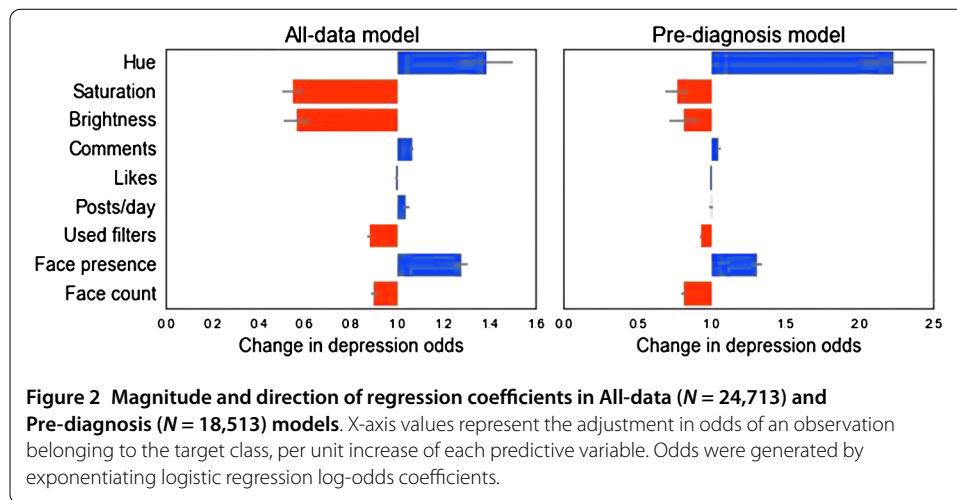 All-data model
Pre-diagnosis model
Hue
Saturation
Brightness
Comments
Likes
Posts/day
Used filters
Face presence
Face count
0.0 0.2 0.4 0.6 0.8 1.0 1.2 1.4 1.6
0.0 0.5 1.0 1.5 2.0 2.5
Change in depression odds
Change in depression odds
Figure 2 Magnitude and direction of regression coefficients in All-data (N = 24,713) and
Pre-diagnosis (N = 18,513) models. X-axis values represent the adjustment in odds of an observation
belonging to the target class, per unit increase of each predictive variable. Odds were generated by
exponentiating logistic regression log-odds coefficients.